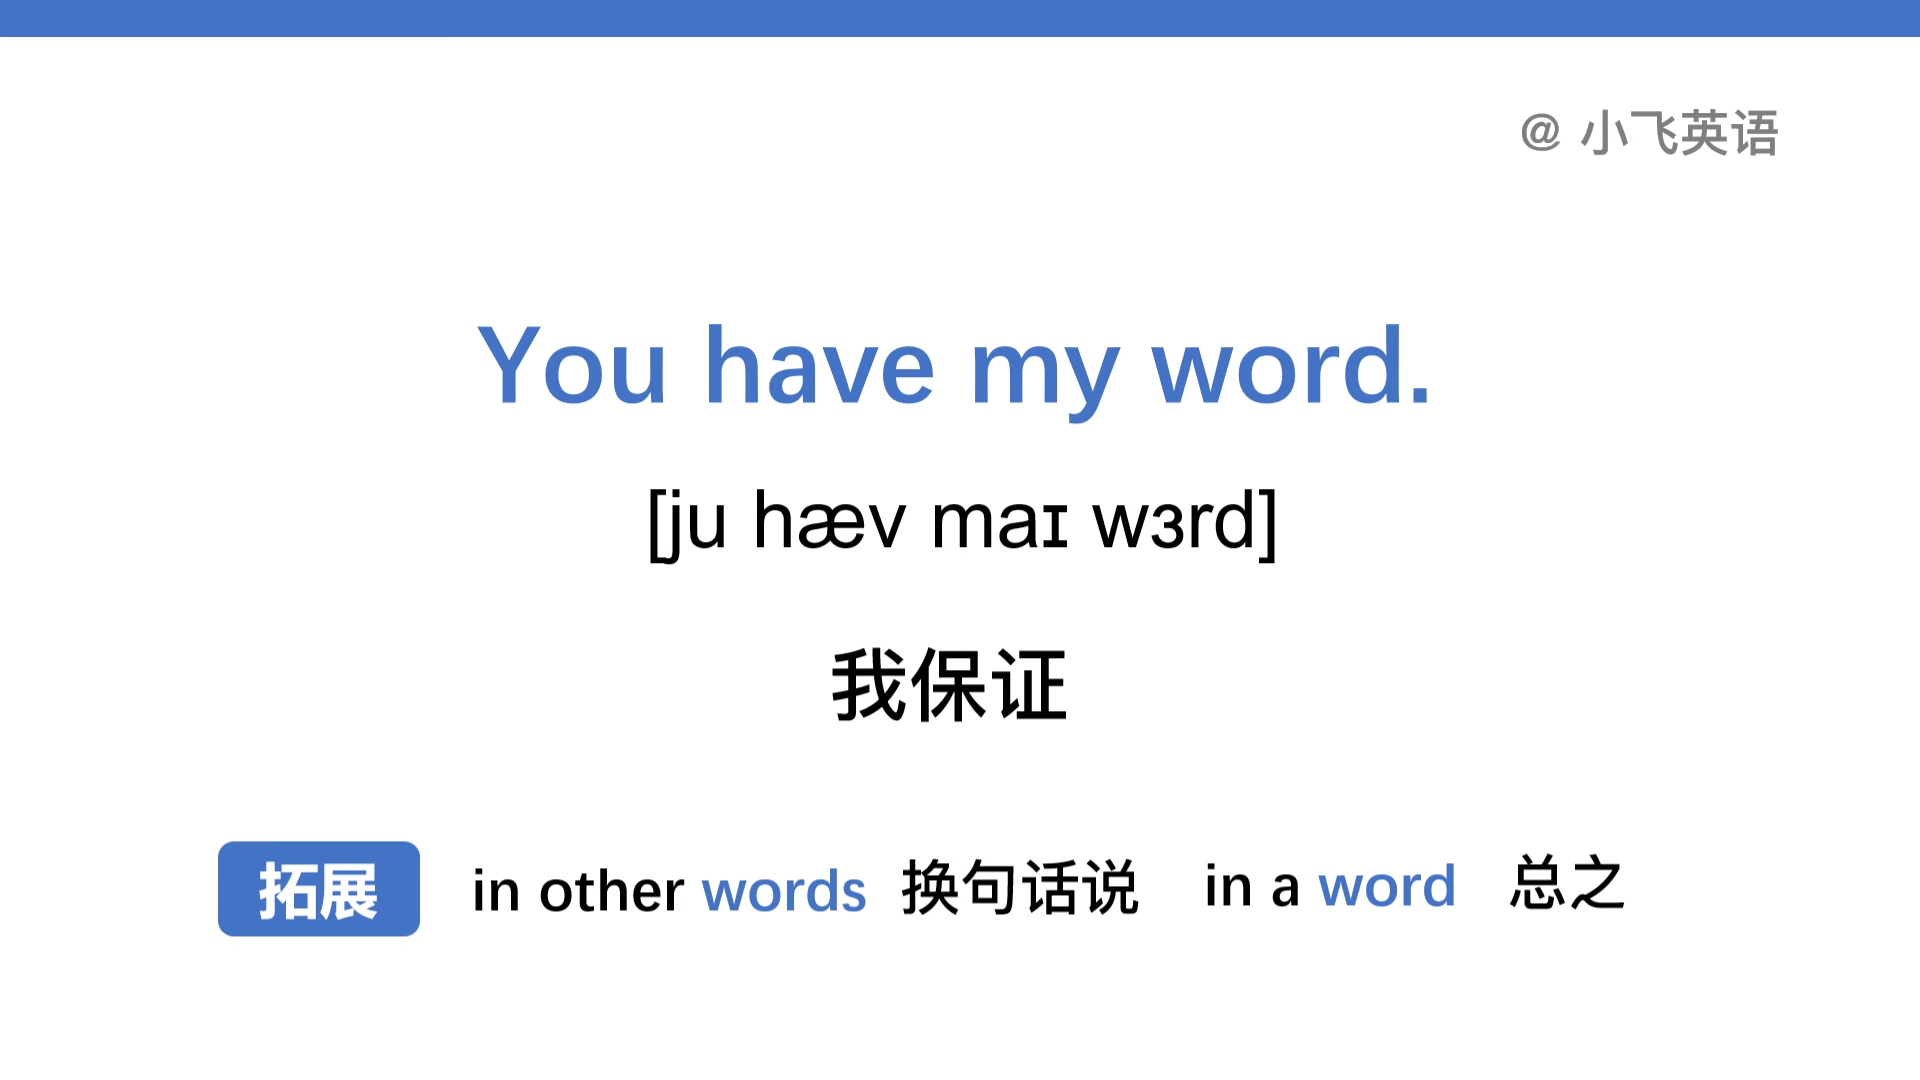 @ 小飞英语
You have my word.
[ju hæv maɪ wɜrd]
我保证
拓展 in other words 换句话说 in a word 总之